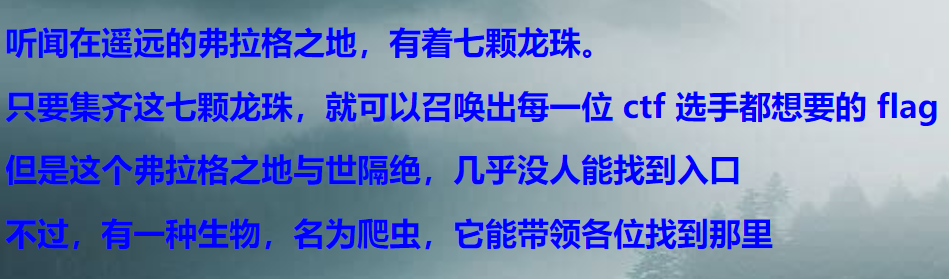 听闻在遥远的弗拉格之地，有着七颗龙珠。
只要集齐这七颗龙珠，就可以召唤出每一位 ctf 选手都想要的 flag
但是这个弗拉格之地与世隔绝，几乎没人能找到入口
不过，有一种生物，名为爬虫，它能带领各位找到那里